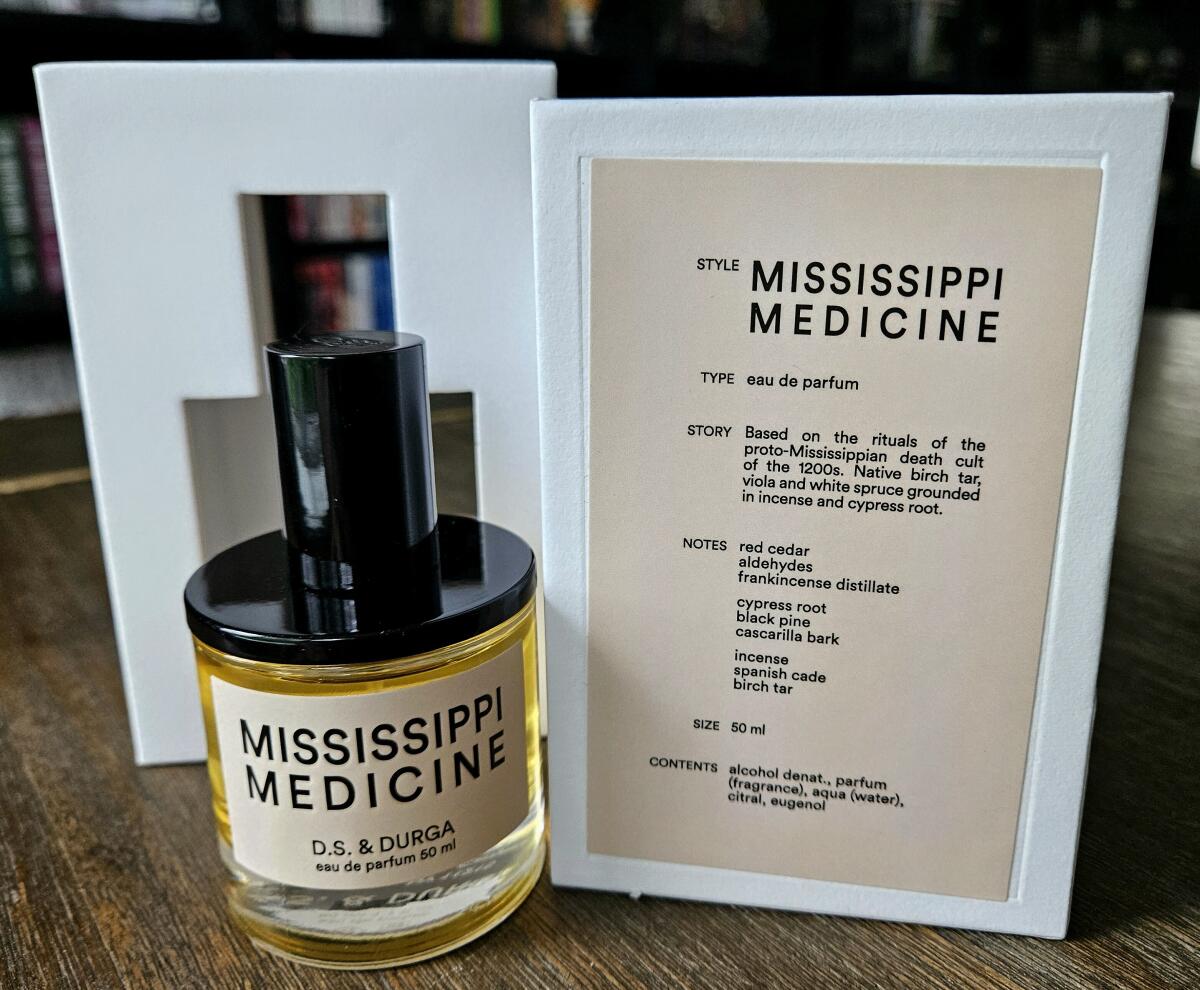 STYLE MISSISSIPPI
MEDICINE
TYPE eau de parfum
STORY Based on the rituals of the
proto-Mississippian death cult
of the 1200s. Native birch tar,
viola and white spruce grounded
in incense and cypress root.
NOTES red cedar
aldehydes
frankincense distillate
cypress root
black pine
cascarilla bark
incense
spanish cade
birch tar
SIZE 50 ml
CONTENTS alcohol denat., parfum
(fragrance), aqua (water),
citral, eugenol
MISSISSIPPI
MEDICINE
D.S. & DURGA
eau de parfum 50 ml